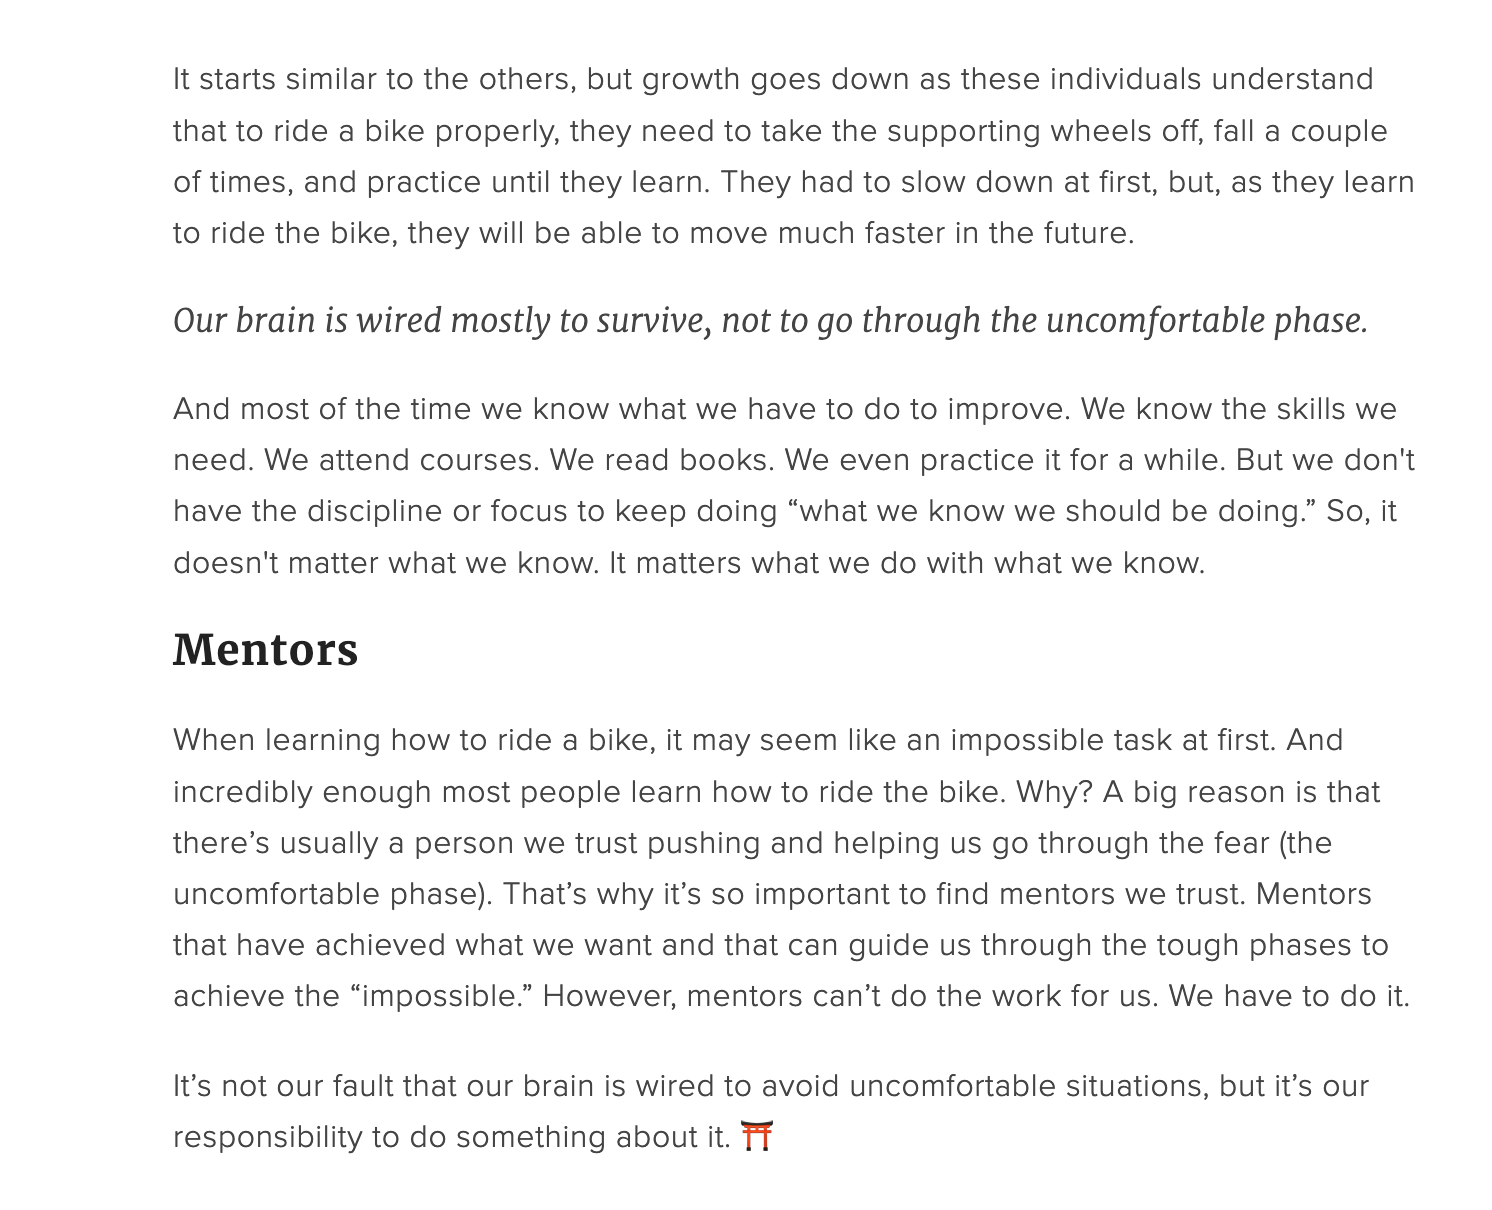 It starts similar to the others, but growth goes down as these individuals understand
that to ride a bike properly, they need to take the supporting wheels off, fall a couple
of times, and practice until they learn. They had to slow down at first, but, as they learn
to ride the bike, they will be able to move much faster in the future.
Our brain is wired mostly to survive, not to go through the uncomfortable phase.
And most of the time we know what we have to do to improve. We know the skills we
need. We attend courses. We read books. We even practice it for a while. But we don't
have the discipline or focus to keep doing “what we know we should be doing.” So, it
doesn't matter what we know. It matters what we do with what we know.
Mentors
When learning how to ride a bike, it may seem like an impossible task at first. And
incredibly enough most people learn how to ride the bike. Why? A big reason is that
there’s usually a person we trust pushing and helping us go through the fear (the
uncomfortable phase). That’s why it’s so important to find mentors we trust. Mentors
that have achieved what we want and that can guide us through the tough phases to
achieve the “impossible.” However, mentors can’t do the work for us. We have to do it.
It’s not our fault that our brain is wired to avoid uncomfortable situations, but it’s our
responsibility to do something about it. ⛩